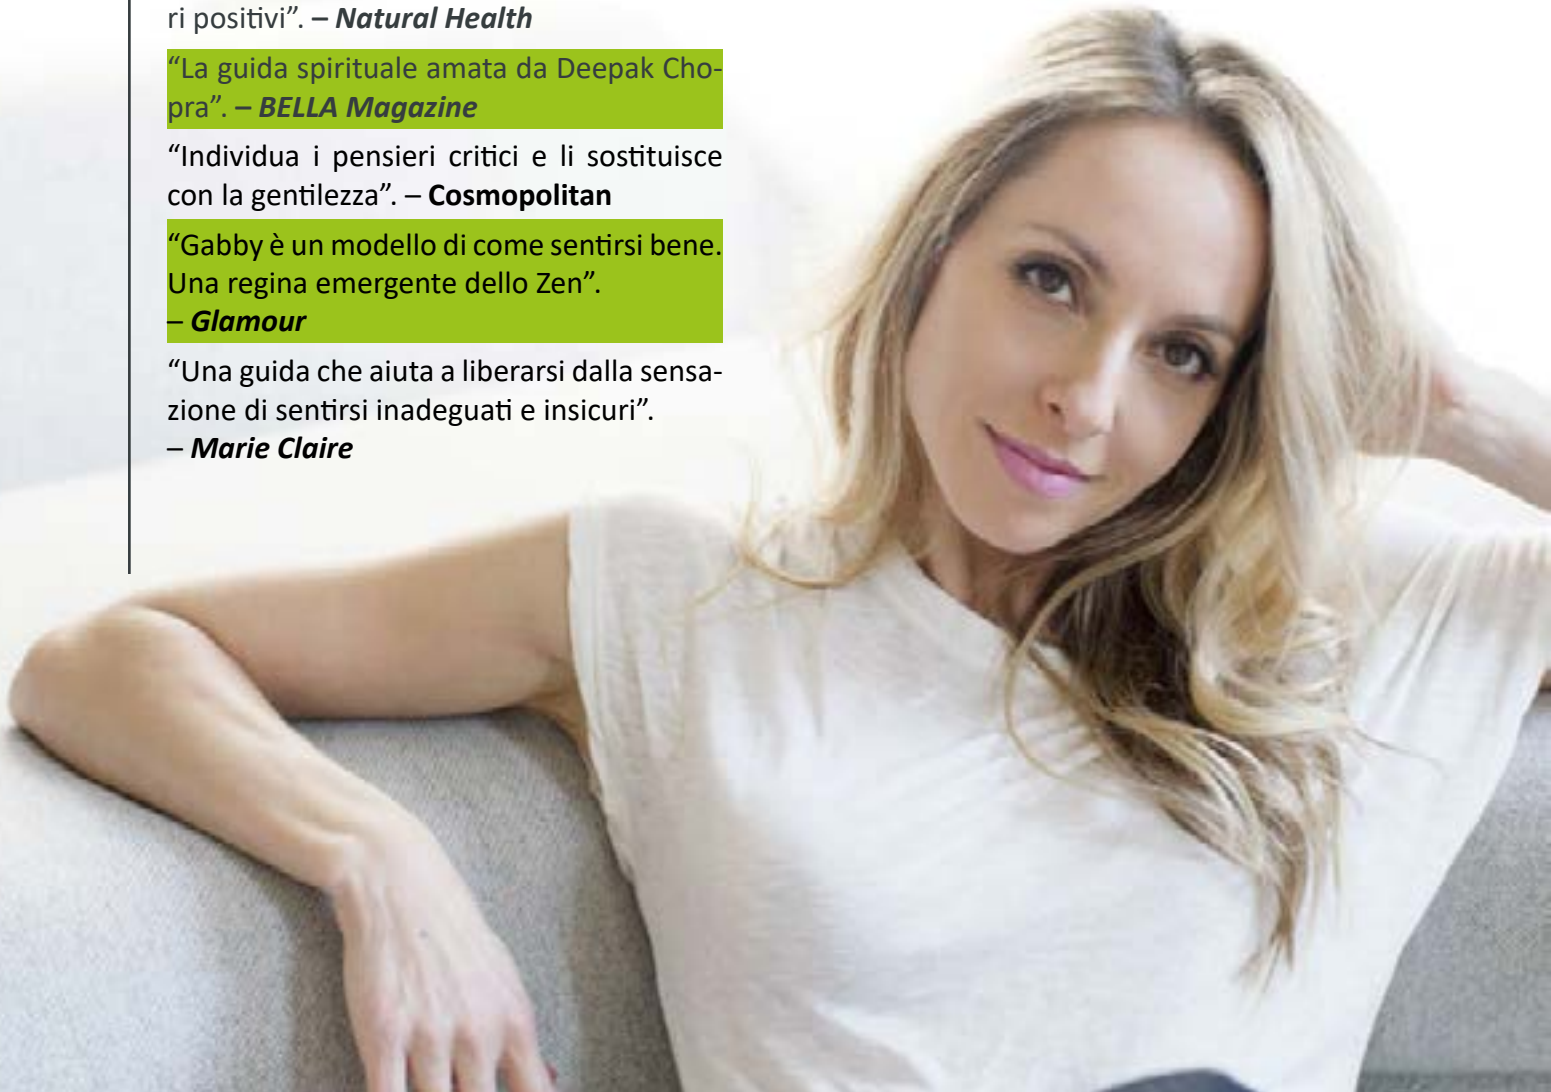 ri positivi”. – Natural Health
“La guida spirituale amata da Deepak Cho-
pra”. – BELLA Magazine
“Individua i pensieri critici e li sostituisce
con la gentilezza”. – Cosmopolitan
“Gabby è un modello di come sentirsi bene.
Una regina emergente dello Zen”.
– Glamour
“Una guida che aiuta a liberarsi dalla sensa-
zione di sentirsi inadeguati e insicuri”.
– Marie Claire